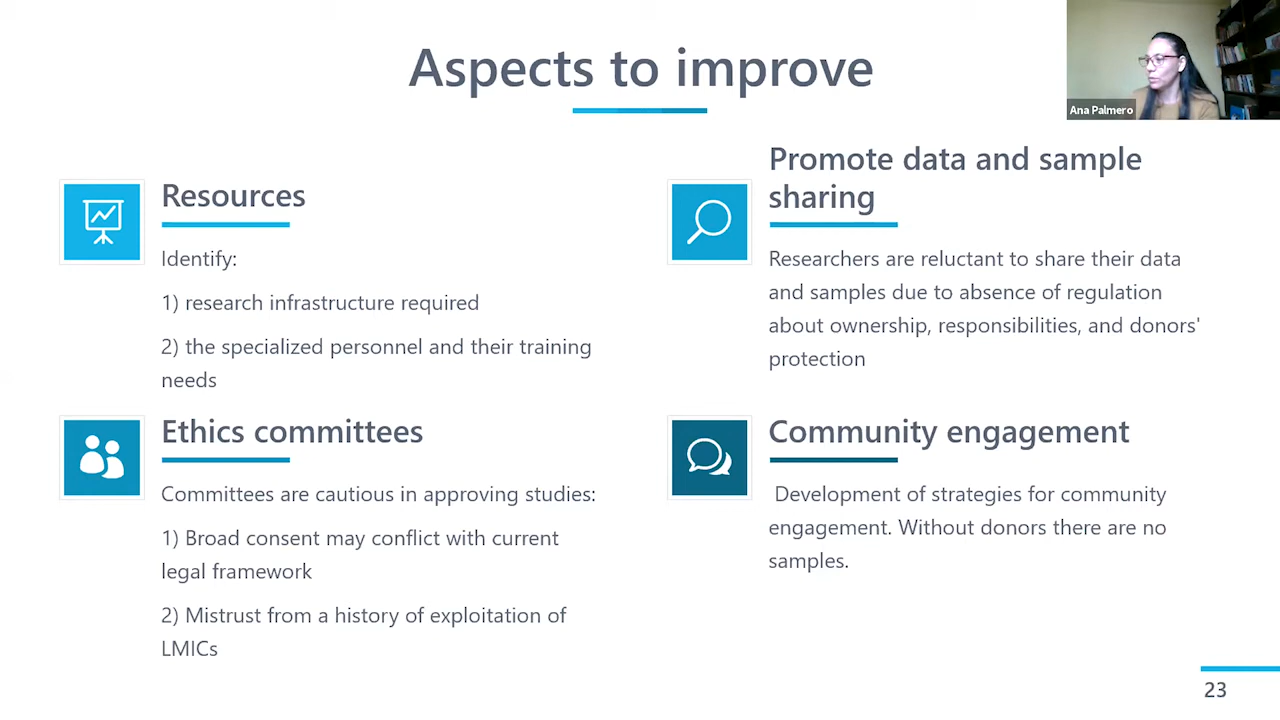 Aspects to improve
Ana Palmero
Resources
Identify:
1) research infrastructure required
2) the specialized personnel and their training
needs
Promote data and sample
sharing
Researchers are reluctant to share their data
and samples due to absence of regulation
about ownership, responsibilities, and donors'
protection
Ethics committees
Committees are cautious in approving studies:
1) Broad consent may conflict with current
legal framework
2) Mistrust from a history of exploitation of
LMICs
Community engagement
Development of strategies for community
engagement. Without donors there are no
samples.
23